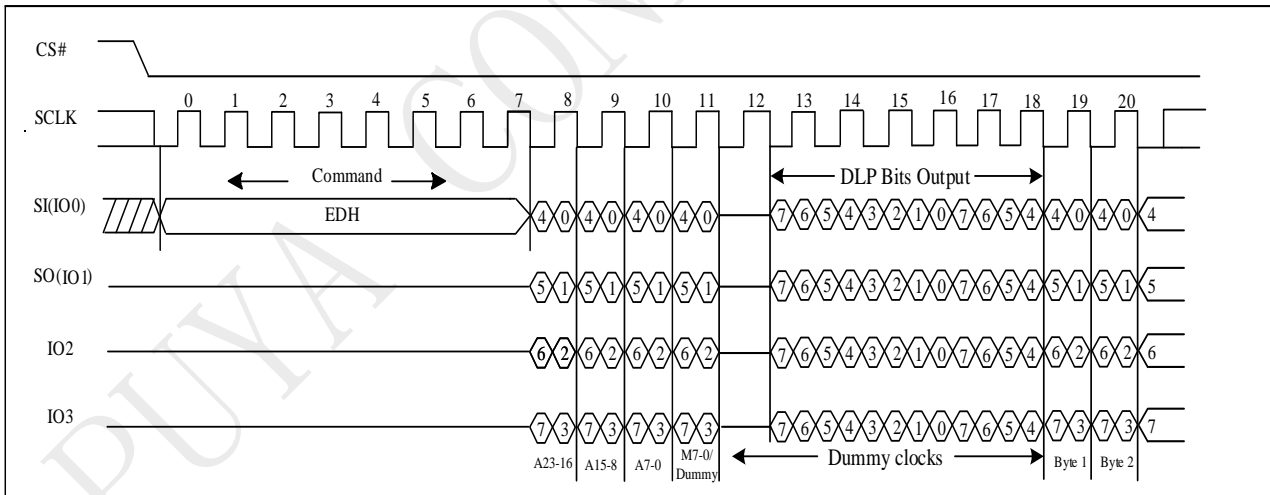 CS#
0 1 2 3 4 5 6 7 8 9 10 11 12 13 14 15 16 17 18 19 20
SCLK
Command
DLP Bits Output
SI(IO0)
EDH
4 0 4 0 4 0 4 0 7 6 5 4 3 2 1 0 7 6 5 4 4 0 4 0 4
SO(IO1)
5 1 5 1 5 1 5 1 7 6 5 4 3 2 1 0 7 6 5 4 5 1 5 1 5
IO2
6 2 6 2 6 2 6 2 7 6 5 4 3 2 1 0 7 6 5 4 6 2 6 2 6
IO3
7 3 7 3 7 3 7 3 7 6 5 4 3 2 1 0 7 6 5 4 7 3 7 3 7
A23-16 A15-8 A7-0 M7-0/
Dummy
Dummy clocks
Byte 1 Byte 2
PUYA CON